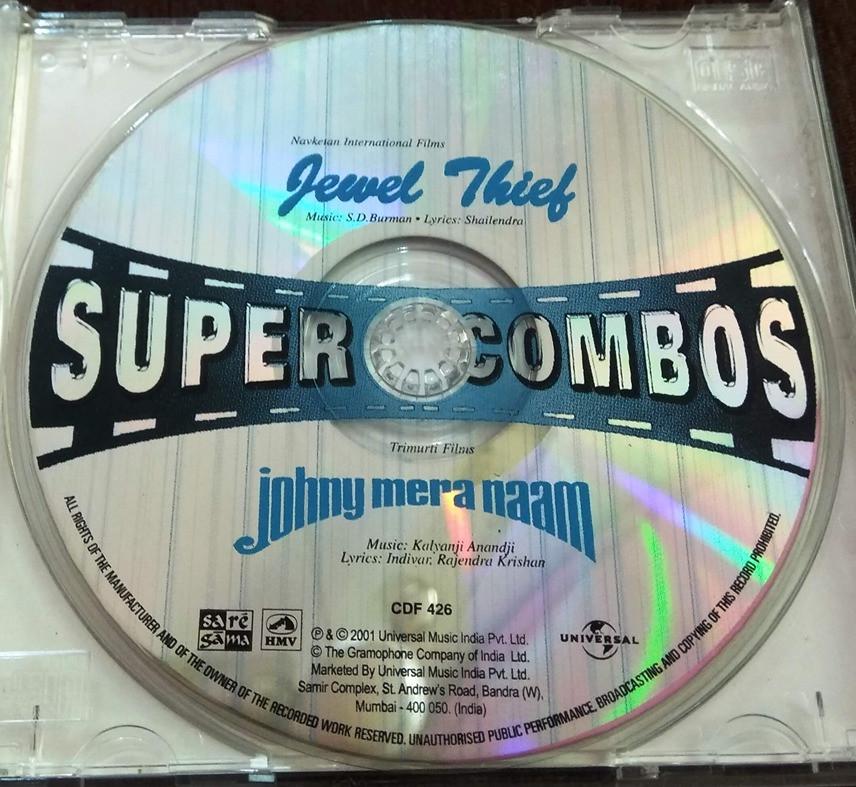 Navketan International Films
Jewel Thief
Music: S.D.Burman • Lyrics: Shailendra
SUPER COMBOS
Trimurti Films
johny mera naam
Music: Kalyanji Anandji
Lyrics: Indivar, Rajendra Krishan
CDF 426
sa re
ga ma
HMV
℗ & © 2001 Universal Music India Pvt. Ltd.
© The Gramophone Company of India Ltd.
Marketed By Universal Music India Pvt. Ltd.
Samir Complex, St. Andrew's Road, Bandra (W),
Mumbai - 400 050. (India)
UNIVERSAL
ALL RIGHTS OF THE MANUFACTURER AND OF THE OWNER OF THE RECORDED WORK RESERVED. UNAUTHORISED PUBLIC PERFORMANCE, BROADCASTING AND COPYING OF THIS RECORD PROHIBITED.